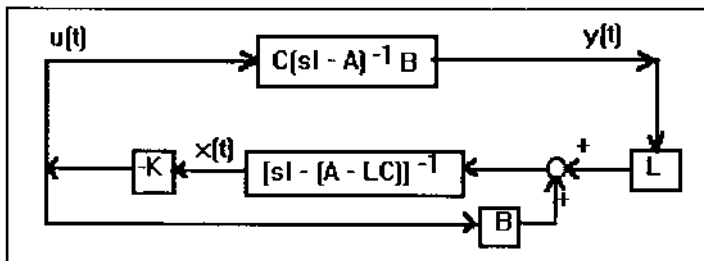 u(t)
C(sI - A)⁻¹ B
y(t)
-K
x(t)
[sI - (A - LC)]⁻¹
+
L
+
B